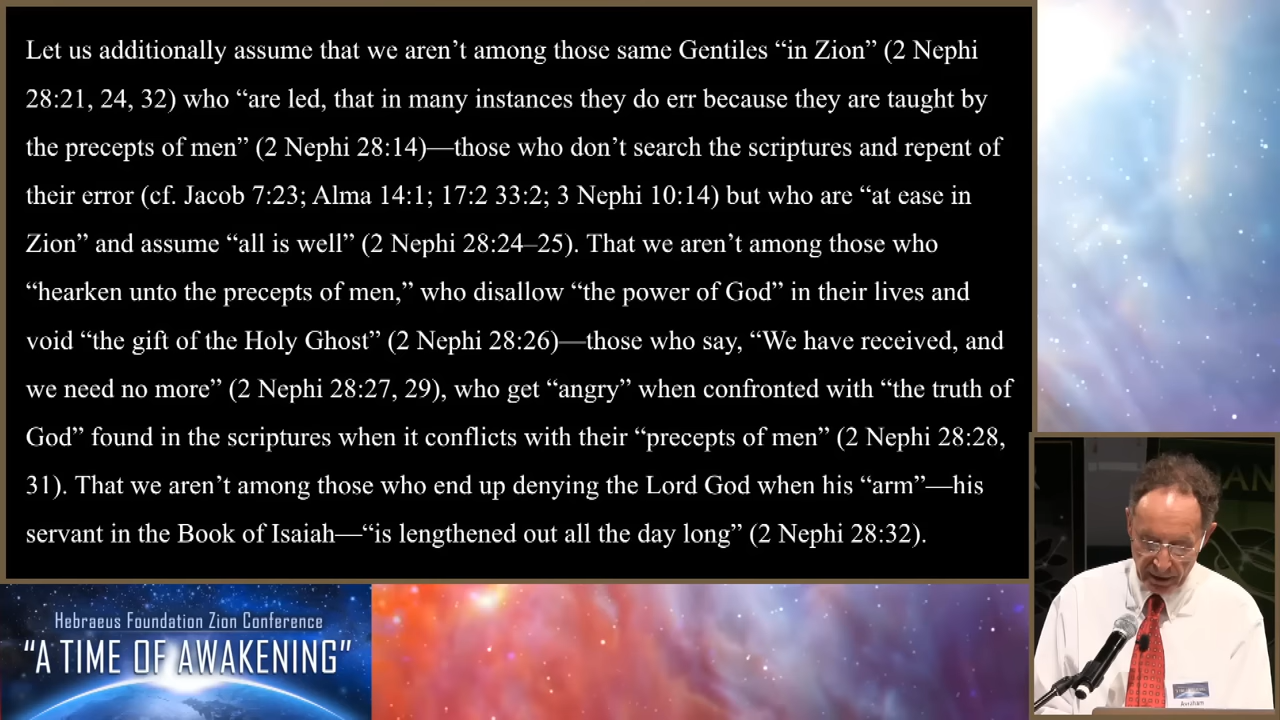 Let us additionally assume that we aren’t among those same Gentiles “in Zion” (2 Nephi
28:21, 24, 32) who “are led, that in many instances they do err because they are taught by
the precepts of men” (2 Nephi 28:14)—those who don’t search the scriptures and repent of
their error (cf. Jacob 7:23; Alma 14:1; 17:2 33:2; 3 Nephi 10:14) but who are “at ease in
Zion” and assume “all is well” (2 Nephi 28:24–25). That we aren’t among those who
“hearken unto the precepts of men,” who disallow “the power of God” in their lives and
void “the gift of the Holy Ghost” (2 Nephi 28:26)—those who say, “We have received, and
we need no more” (2 Nephi 28:27, 29), who get “angry” when confronted with “the truth of
God” found in the scriptures when it conflicts with their “precepts of men” (2 Nephi 28:28,
31). That we aren’t among those who end up denying the Lord God when his “arm”—his
servant in the Book of Isaiah—“is lengthened out all the day long” (2 Nephi 28:32).
Hebraeus Foundation Zion Conference
“A TIME OF AWAKENING”
Avraham